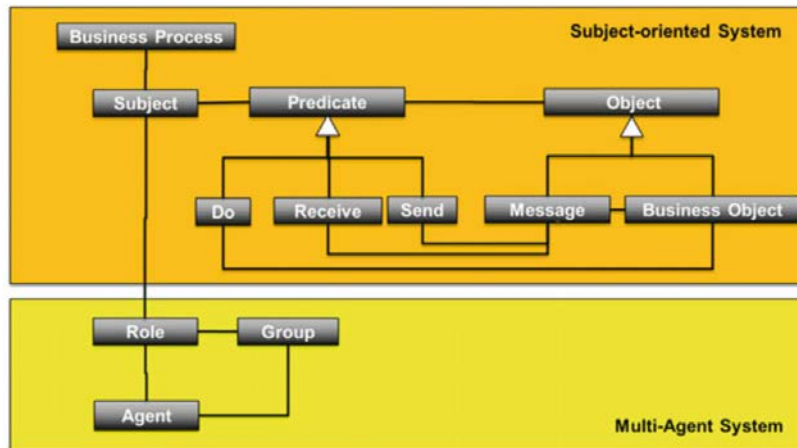 Business Process
Subject-oriented System
Subject
Predicate
Object
Do
Receive
Send
Message
Business Object
Role
Group
Agent
Multi-Agent System